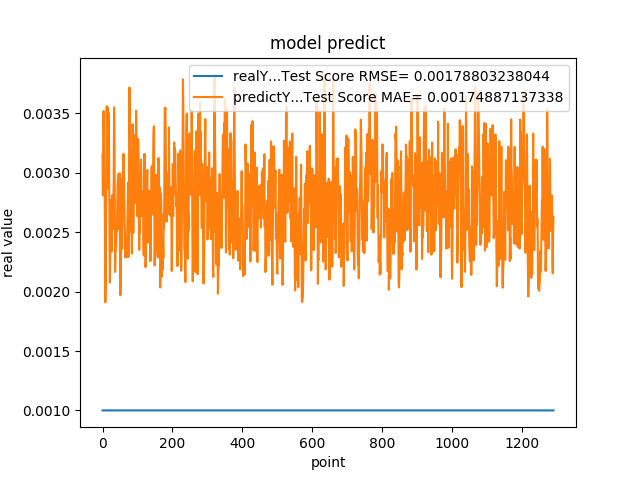 model predict
realY...Test Score RMSE= 0.00178803238044
predictY...Test Score MAE= 0.00174887137338
0.0035
0.0030
0.0025
0.0020
0.0015
0.0010
real value
0 200 400 600 800 1000 1200
point